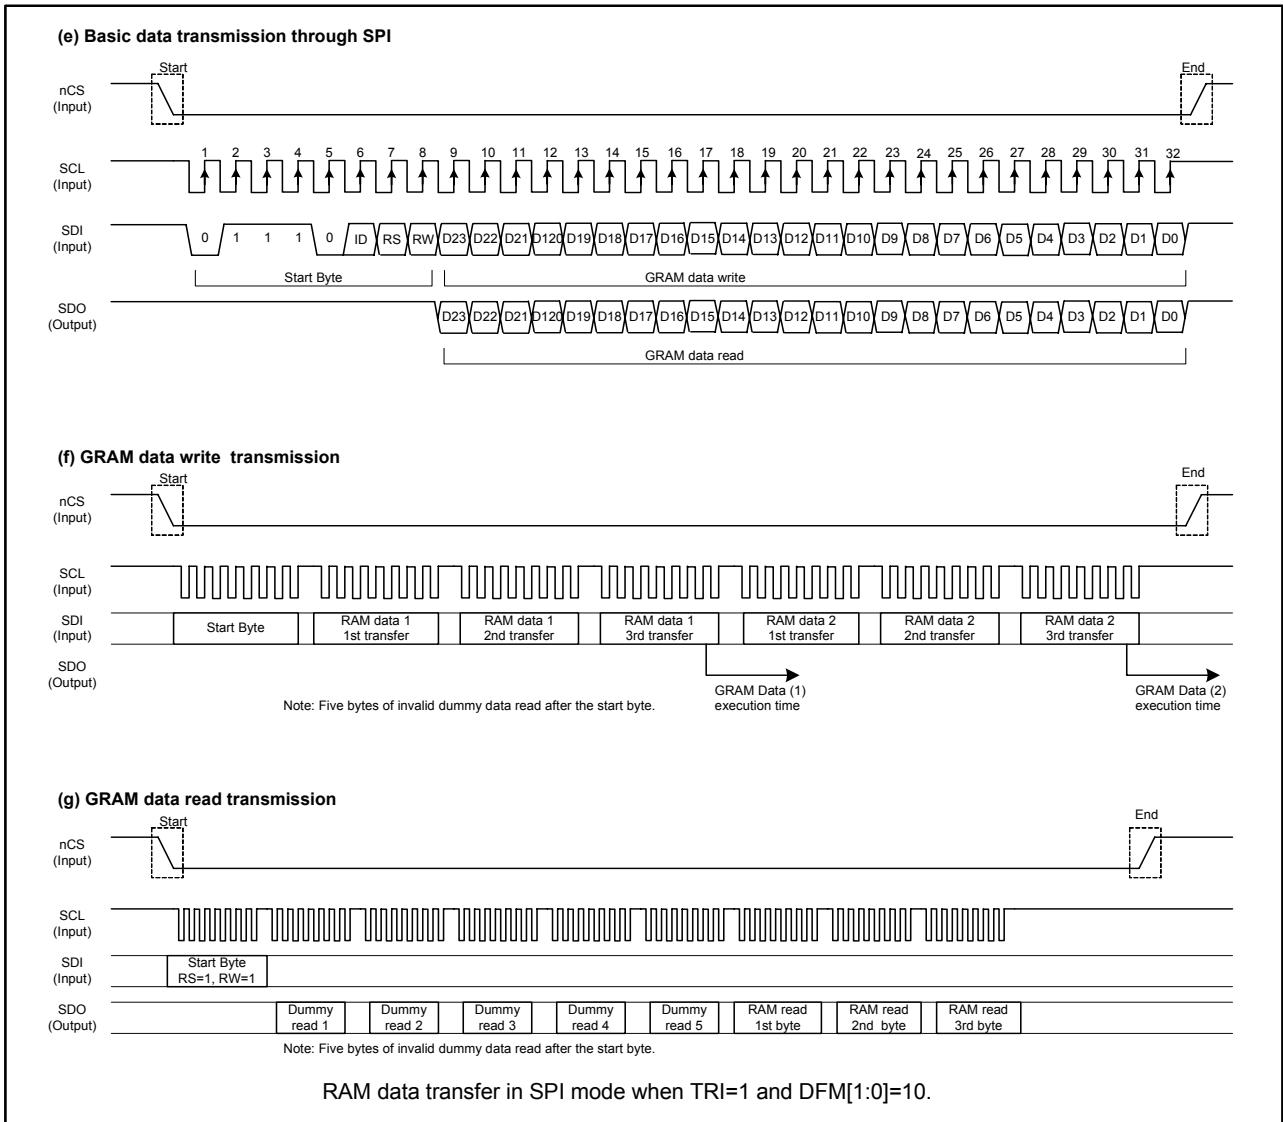 (e) Basic data transmission through SPI
Start
End
nCS
(Input)
1 2 3 4 5 6 7 8 9 10 11 12 13 14 15 16 17 18 19 20 21 22 23 24 25 26 27 28 29 30 31 32
SCL
(Input)
SDI
(Input)
0 1 1 1 0 ID RS RW D23 D22 D21 D120 D19 D18 D17 D16 D15 D14 D13 D12 D11 D10 D9 D8 D7 D6 D5 D4 D3 D2 D1 D0
Start Byte
GRAM data write
SDO
(Output)
D23 D22 D21 D120 D19 D18 D17 D16 D15 D14 D13 D12 D11 D10 D9 D8 D7 D6 D5 D4 D3 D2 D1 D0
GRAM data read
(f) GRAM data write transmission
Start
End
nCS
(Input)
SCL
(Input)
SDI
(Input)
Start Byte
RAM data 1
1st transfer
RAM data 1
2nd transfer
RAM data 1
3rd transfer
RAM data 2
1st transfer
RAM data 2
2nd transfer
RAM data 2
3rd transfer
SDO
(Output)
GRAM Data (1)
execution time
GRAM Data (2)
execution time
Note: Five bytes of invalid dummy data read after the start byte.
(g) GRAM data read transmission
Start
End
nCS
(Input)
SCL
(Input)
SDI
(Input)
Start Byte
RS=1, RW=1
SDO
(Output)
Dummy
read 1
Dummy
read 2
Dummy
read 3
Dummy
read 4
Dummy
read 5
RAM read
1st byte
RAM read
2nd byte
RAM read
3rd byte
Note: Five bytes of invalid dummy data read after the start byte.
RAM data transfer in SPI mode when TRI=1 and DFM[1:0]=10.